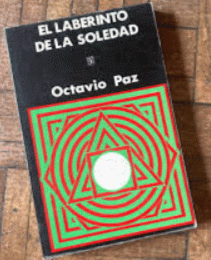 EL LABERINTO
DE LA SOLEDAD
Octavio Paz